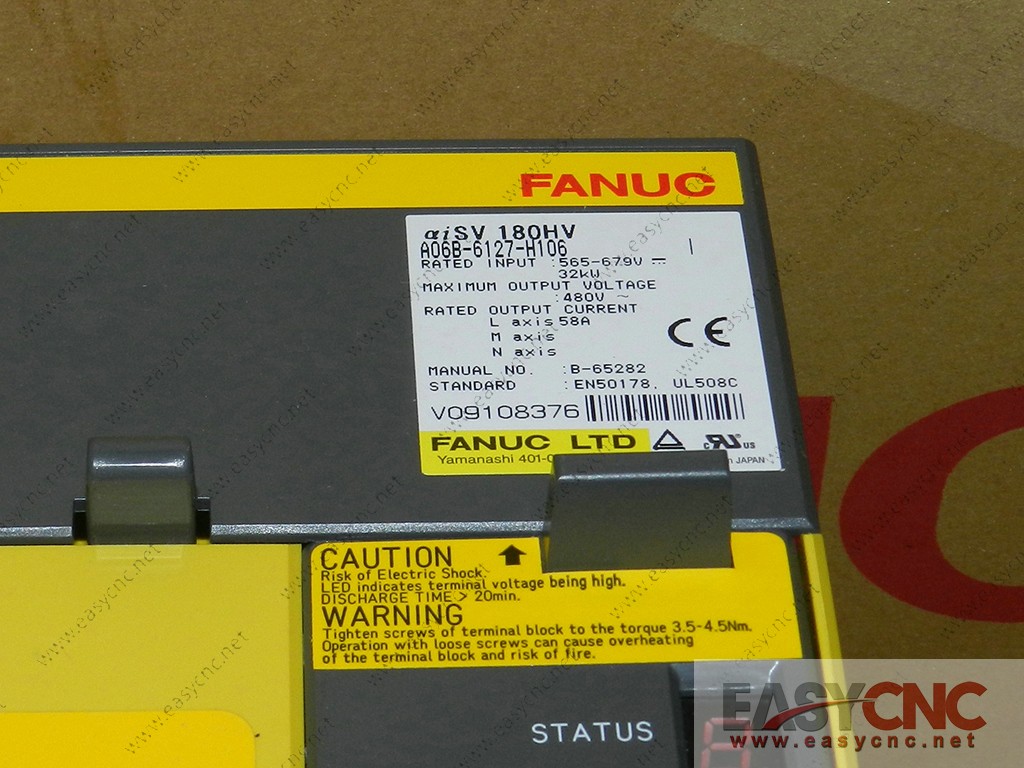 FANUC
αiSV 180HV
A06B-6127-H106
RATED INPUT :565-679V
32kW
MAXIMUM OUTPUT VOLTAGE
:480V ~
RATED OUTPUT CURRENT
L axis 58A
M axis
N axis
CE
MANUAL NO. :B-65282
STANDARD :EN50178, UL508C
V09108376
FANUC LTD
c us
Yamanashi 401-0
JAPAN
CAUTION
Risk of Electric Shock.
LED indicates terminal voltage being high.
DISCHARGE TIME > 20min.
WARNING
Tighten screws of terminal block to the torque 3.5-4.5Nm.
Operation with loose screws can cause overheating
of the terminal block and risk of fire.
STATUS
EASYCNC
www.easycnc.net